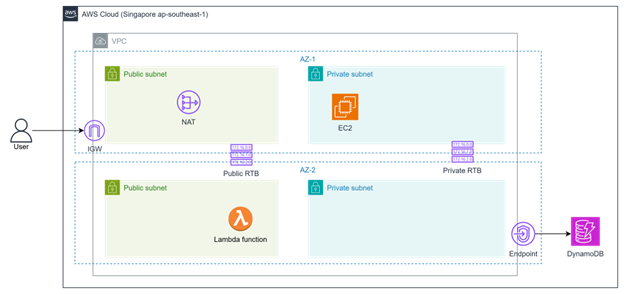 aws
AWS Cloud (Singapore ap-southeast-1)
VPC
AZ-1
Public subnet
Private subnet
NAT
EC2
User
IGW
Public RTB
Private RTB
AZ-2
Public subnet
Private subnet
Lambda function
Endpoint
DynamoDB